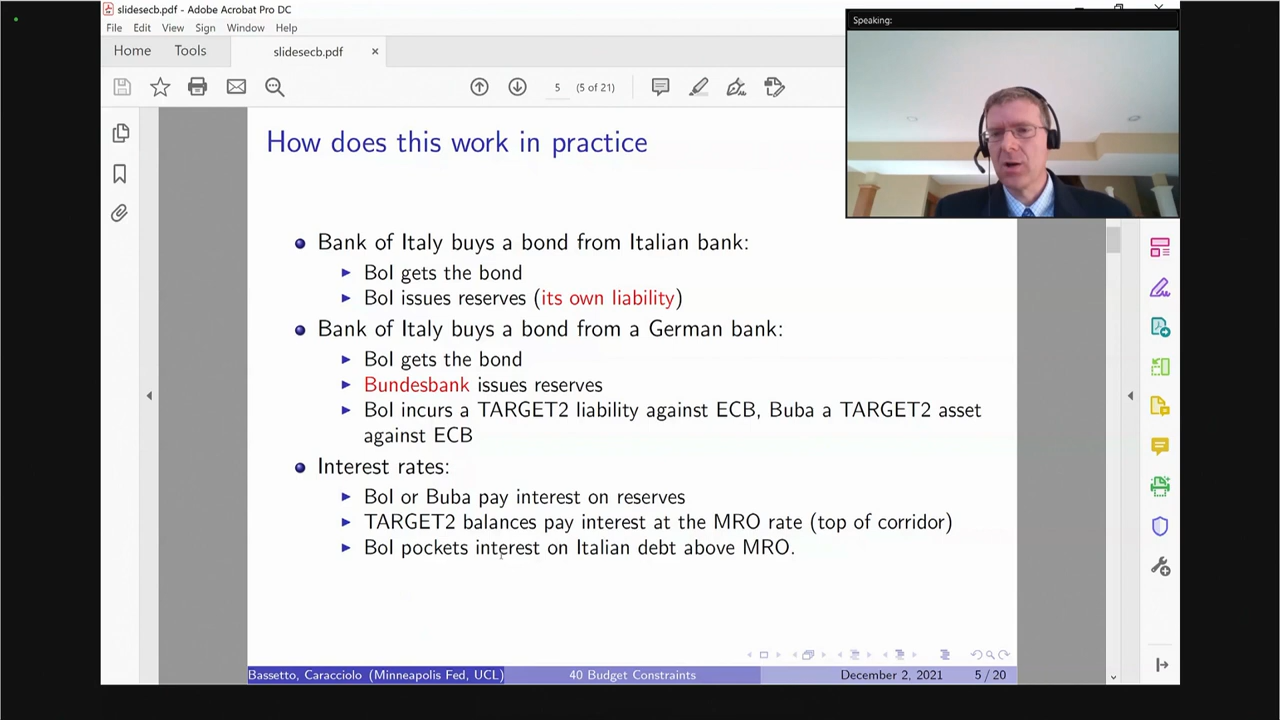 slidesecb.pdf - Adobe Acrobat Pro DC
File Edit View Sign Window Help
Home Tools slidesecb.pdf ×
5 (5 of 21)
Speaking:
How does this work in practice
Bank of Italy buys a bond from Italian bank:
BoI gets the bond
BoI issues reserves (its own liability)
Bank of Italy buys a bond from a German bank:
BoI gets the bond
Bundesbank issues reserves
BoI incurs a TARGET2 liability against ECB, Buba a TARGET2 asset
against ECB
Interest rates:
BoI or Buba pay interest on reserves
TARGET2 balances pay interest at the MRO rate (top of corridor)
BoI pockets interest on Italian debt above MRO.
Bassetto, Caracciolo (Minneapolis Fed, UCL) 40 Budget Constraints December 2, 2021 5 / 20